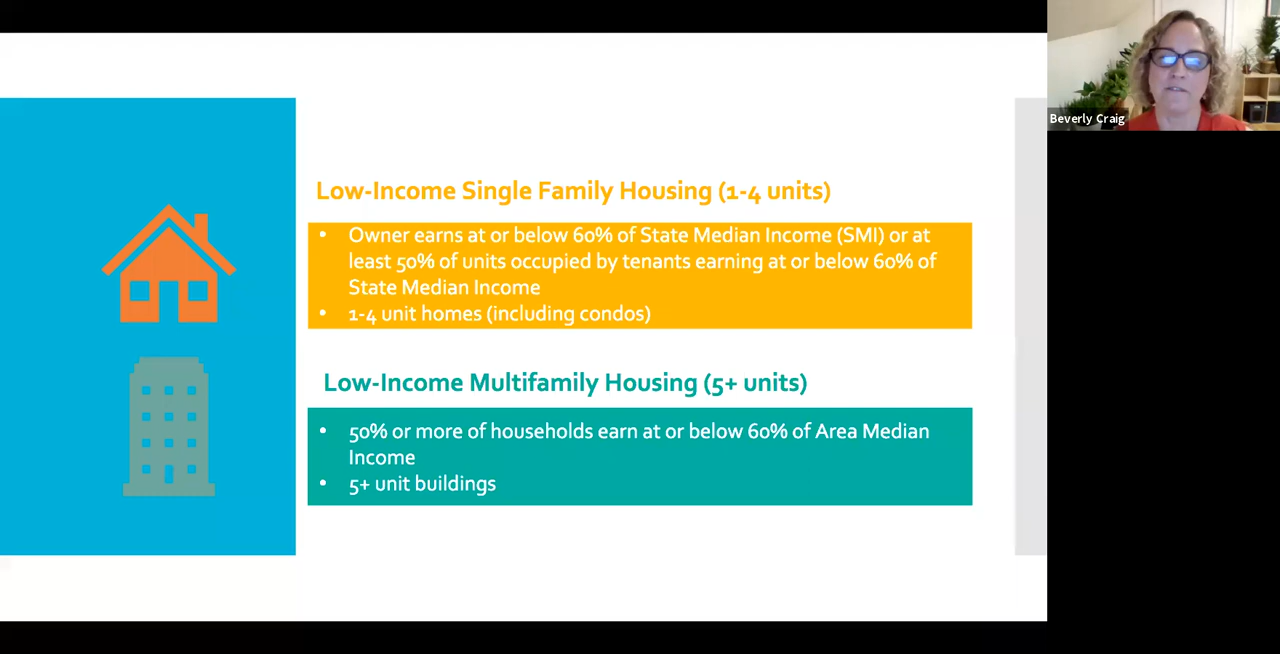 Beverly Craig
Low-Income Single Family Housing (1-4 units)
• Owner earns at or below 60% of State Median Income (SMI) or at
least 50% of units occupied by tenants earning at or below 60% of
State Median Income
• 1-4 unit homes (including condos)
Low-Income Multifamily Housing (5+ units)
• 50% or more of households earn at or below 60% of Area Median
Income
• 5+ unit buildings